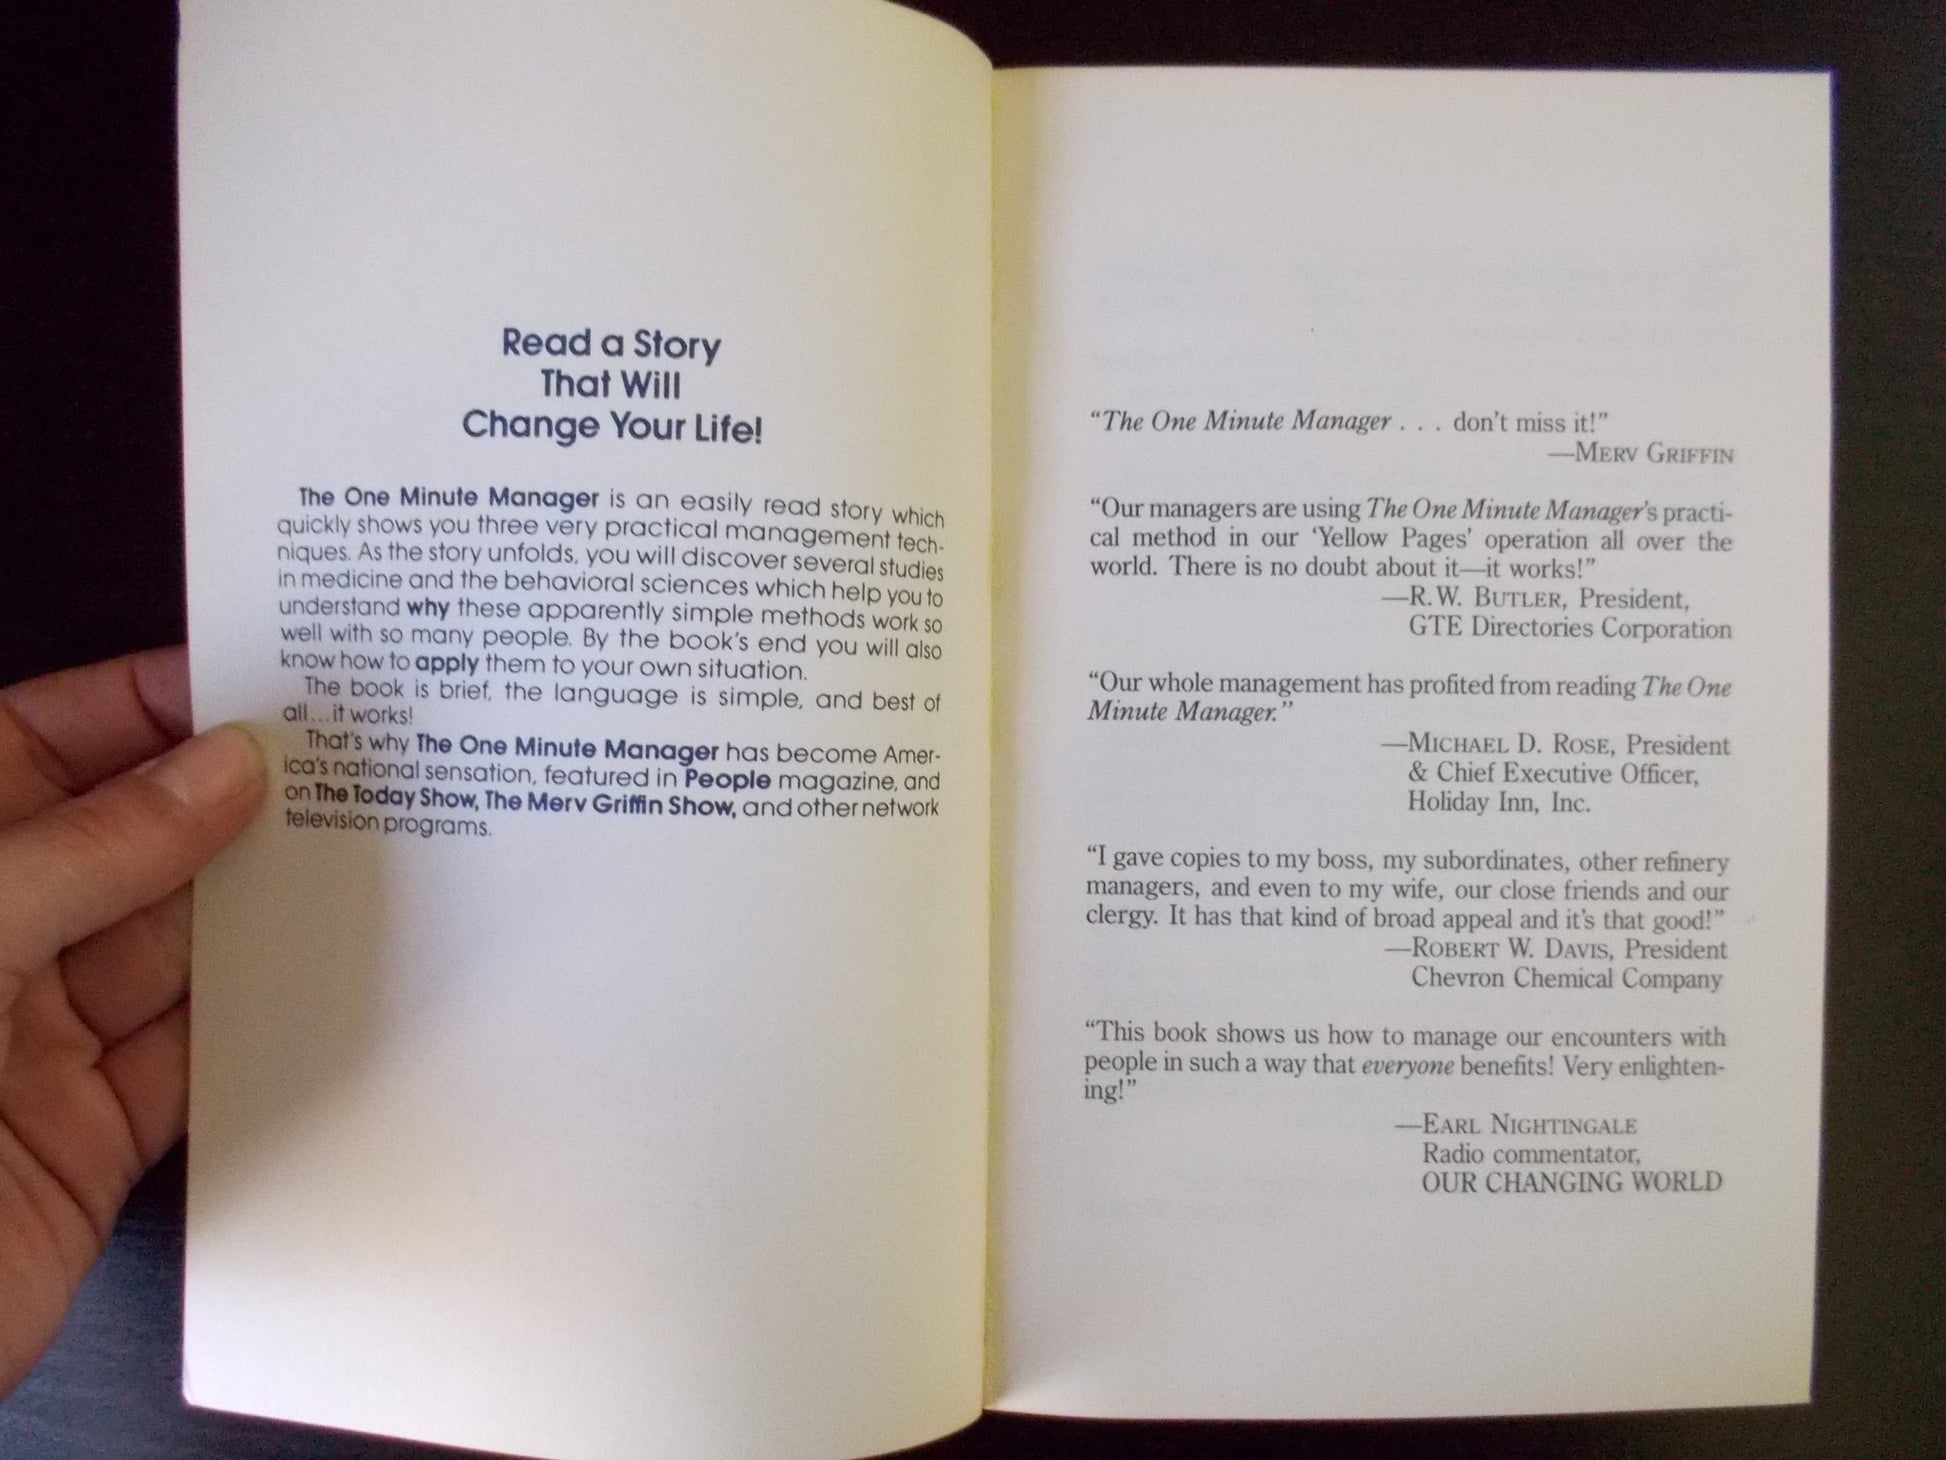 Read a Story
That Will
Change Your Life!
The One Minute Manager is an easily read story which
quickly shows you three very practical management tech-
niques. As the story unfolds, you will discover several studies
in medicine and the behavioral sciences which help you to
understand why these apparently simple methods work so
well with so many people. By the book's end you will also
know how to apply them to your own situation.
The book is brief, the language is simple, and best of
all...it works!
That's why The One Minute Manager has become Amer-
ica's national sensation, featured in People magazine, and
on The Today Show, The Merv Griffin Show, and other network
television programs.
“The One Minute Manager . . . don't miss it!”
—MERV GRIFFIN
“Our managers are using The One Minute Manager's practi-
cal method in our ‘Yellow Pages’ operation all over the
world. There is no doubt about it—it works!”
—R.W. BUTLER, President,
GTE Directories Corporation
“Our whole management has profited from reading The One
Minute Manager.”
—MICHAEL D. ROSE, President
& Chief Executive Officer,
Holiday Inn, Inc.
“I gave copies to my boss, my subordinates, other refinery
managers, and even to my wife, our close friends and our
clergy. It has that kind of broad appeal and it's that good!”
—ROBERT W. DAVIS, President
Chevron Chemical Company
“This book shows us how to manage our encounters with
people in such a way that everyone benefits! Very enlighten-
ing!”
—EARL NIGHTINGALE
Radio commentator,
OUR CHANGING WORLD